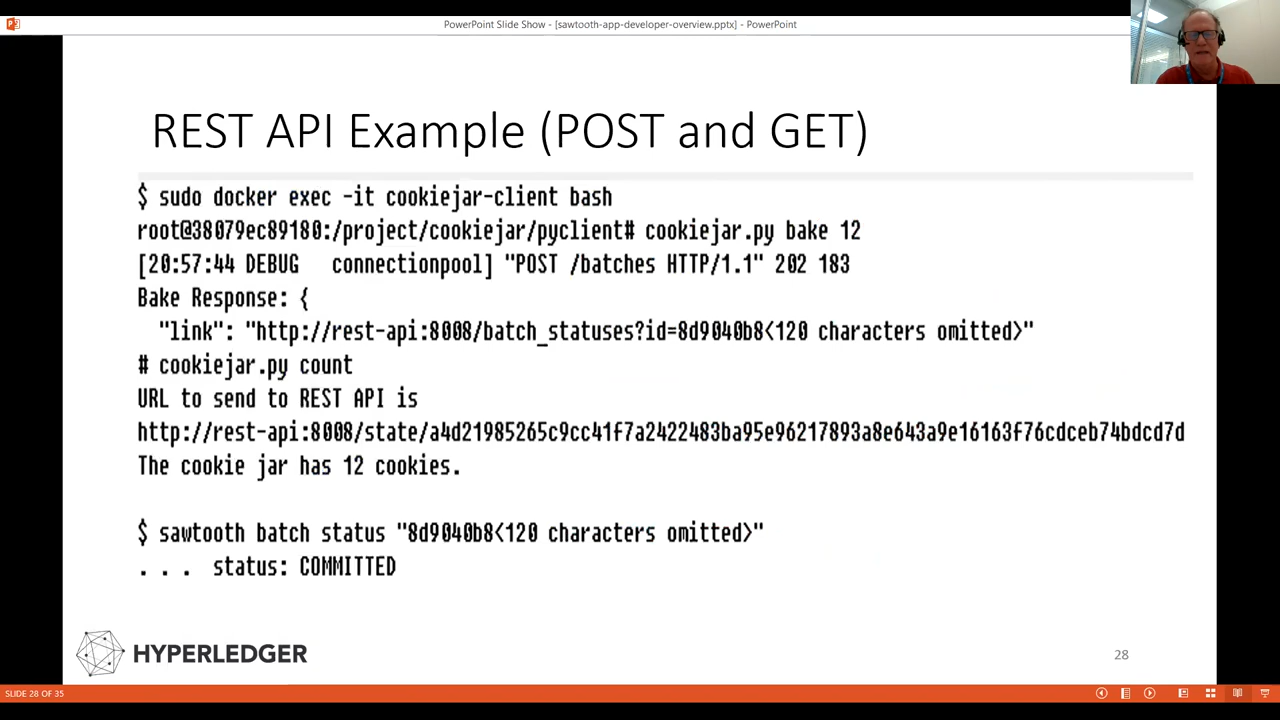 PowerPoint Slide Show - [sawtooth-app-developer-overview.pptx] - PowerPoint
REST API Example (POST and GET)
$ sudo docker exec -it cookiejar-client bash
root@38079ec89180:/project/cookiejar/pyclient# cookiejar.py bake 12
[20:57:44 DEBUG   connectionpool] "POST /batches HTTP/1.1" 202 183
Bake Response: {
  "link": "http://rest-api:8008/batch_statuses?id=8d9040b8<120 characters omitted>"
# cookiejar.py count
URL to send to REST API is
http://rest-api:8008/state/a4d21985265c9cc41f7a2422483ba95e96217893a8e643a9e16163f76cdceb74bdcd7d
The cookie jar has 12 cookies.
$ sawtooth batch status "8d9040b8<120 characters omitted>"
. . .  status: COMMITTED
HYPERLEDGER
28
SLIDE 28 OF 35